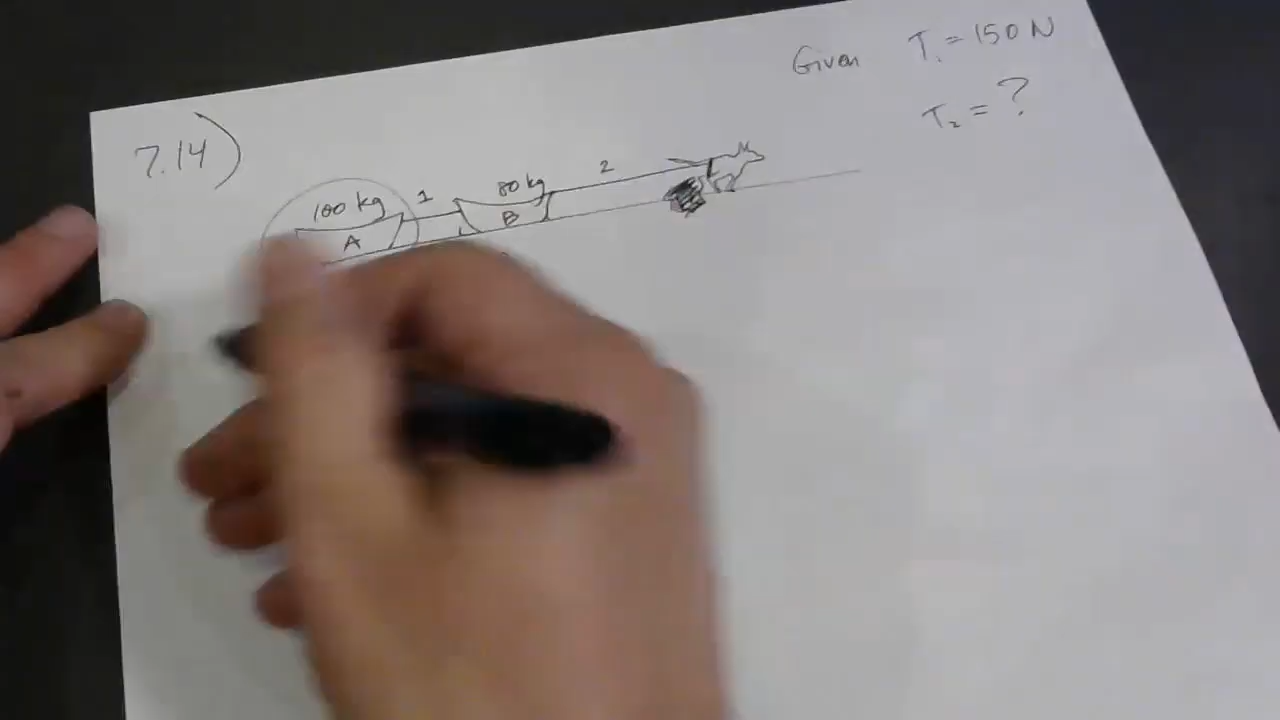 Given T₁ = 150 N
T₂ = ?
7.14)
100 kg 1 80 kg 2
A B